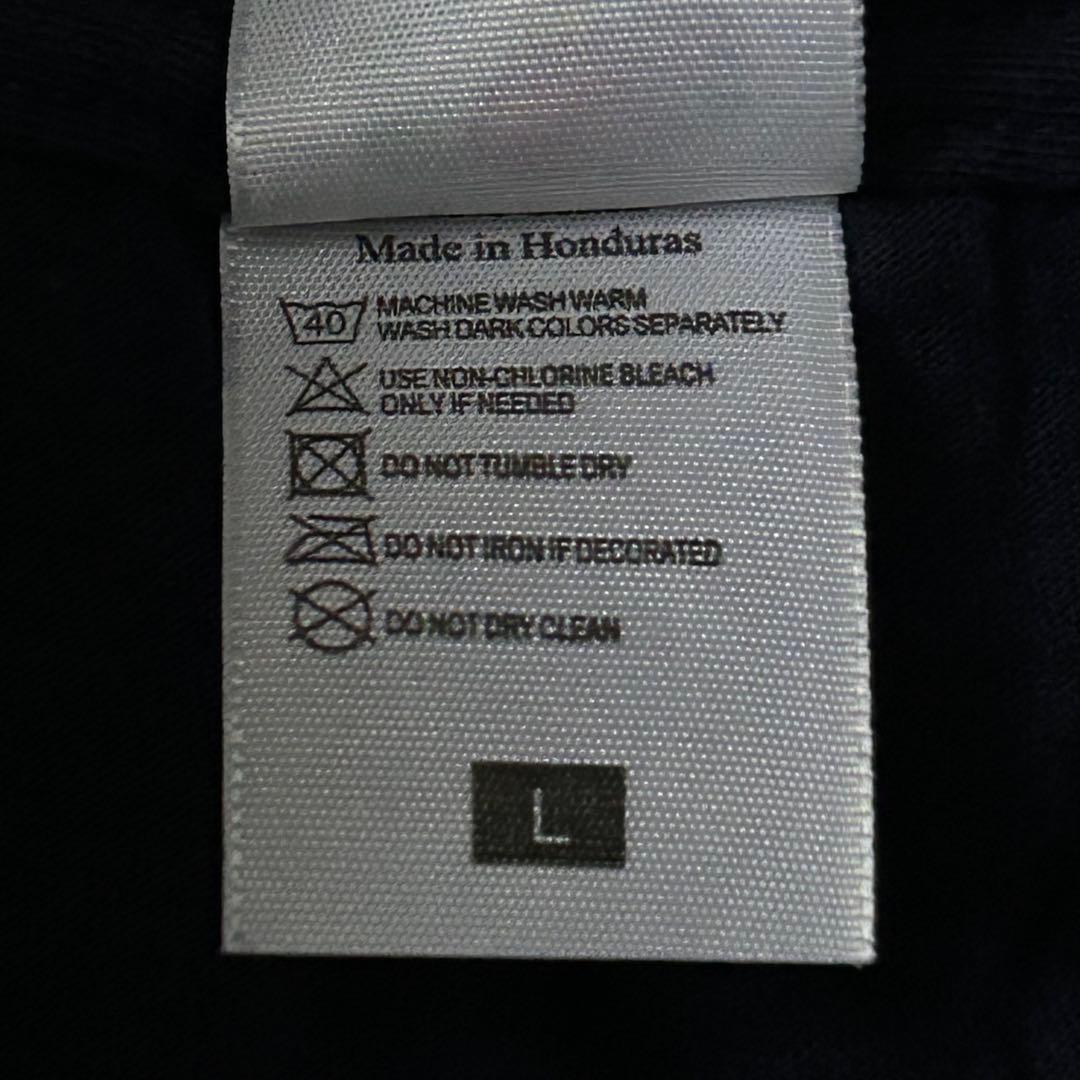 Made in Honduras
40
MACHINE WASH WARM
WASH DARK COLORS SEPARATELY
USE NON-CHLORINE BLEACH
ONLY IF NEEDED
DO NOT TUMBLE DRY
DO NOT IRON IF DECORATED
DO NOT DRY CLEAN
L